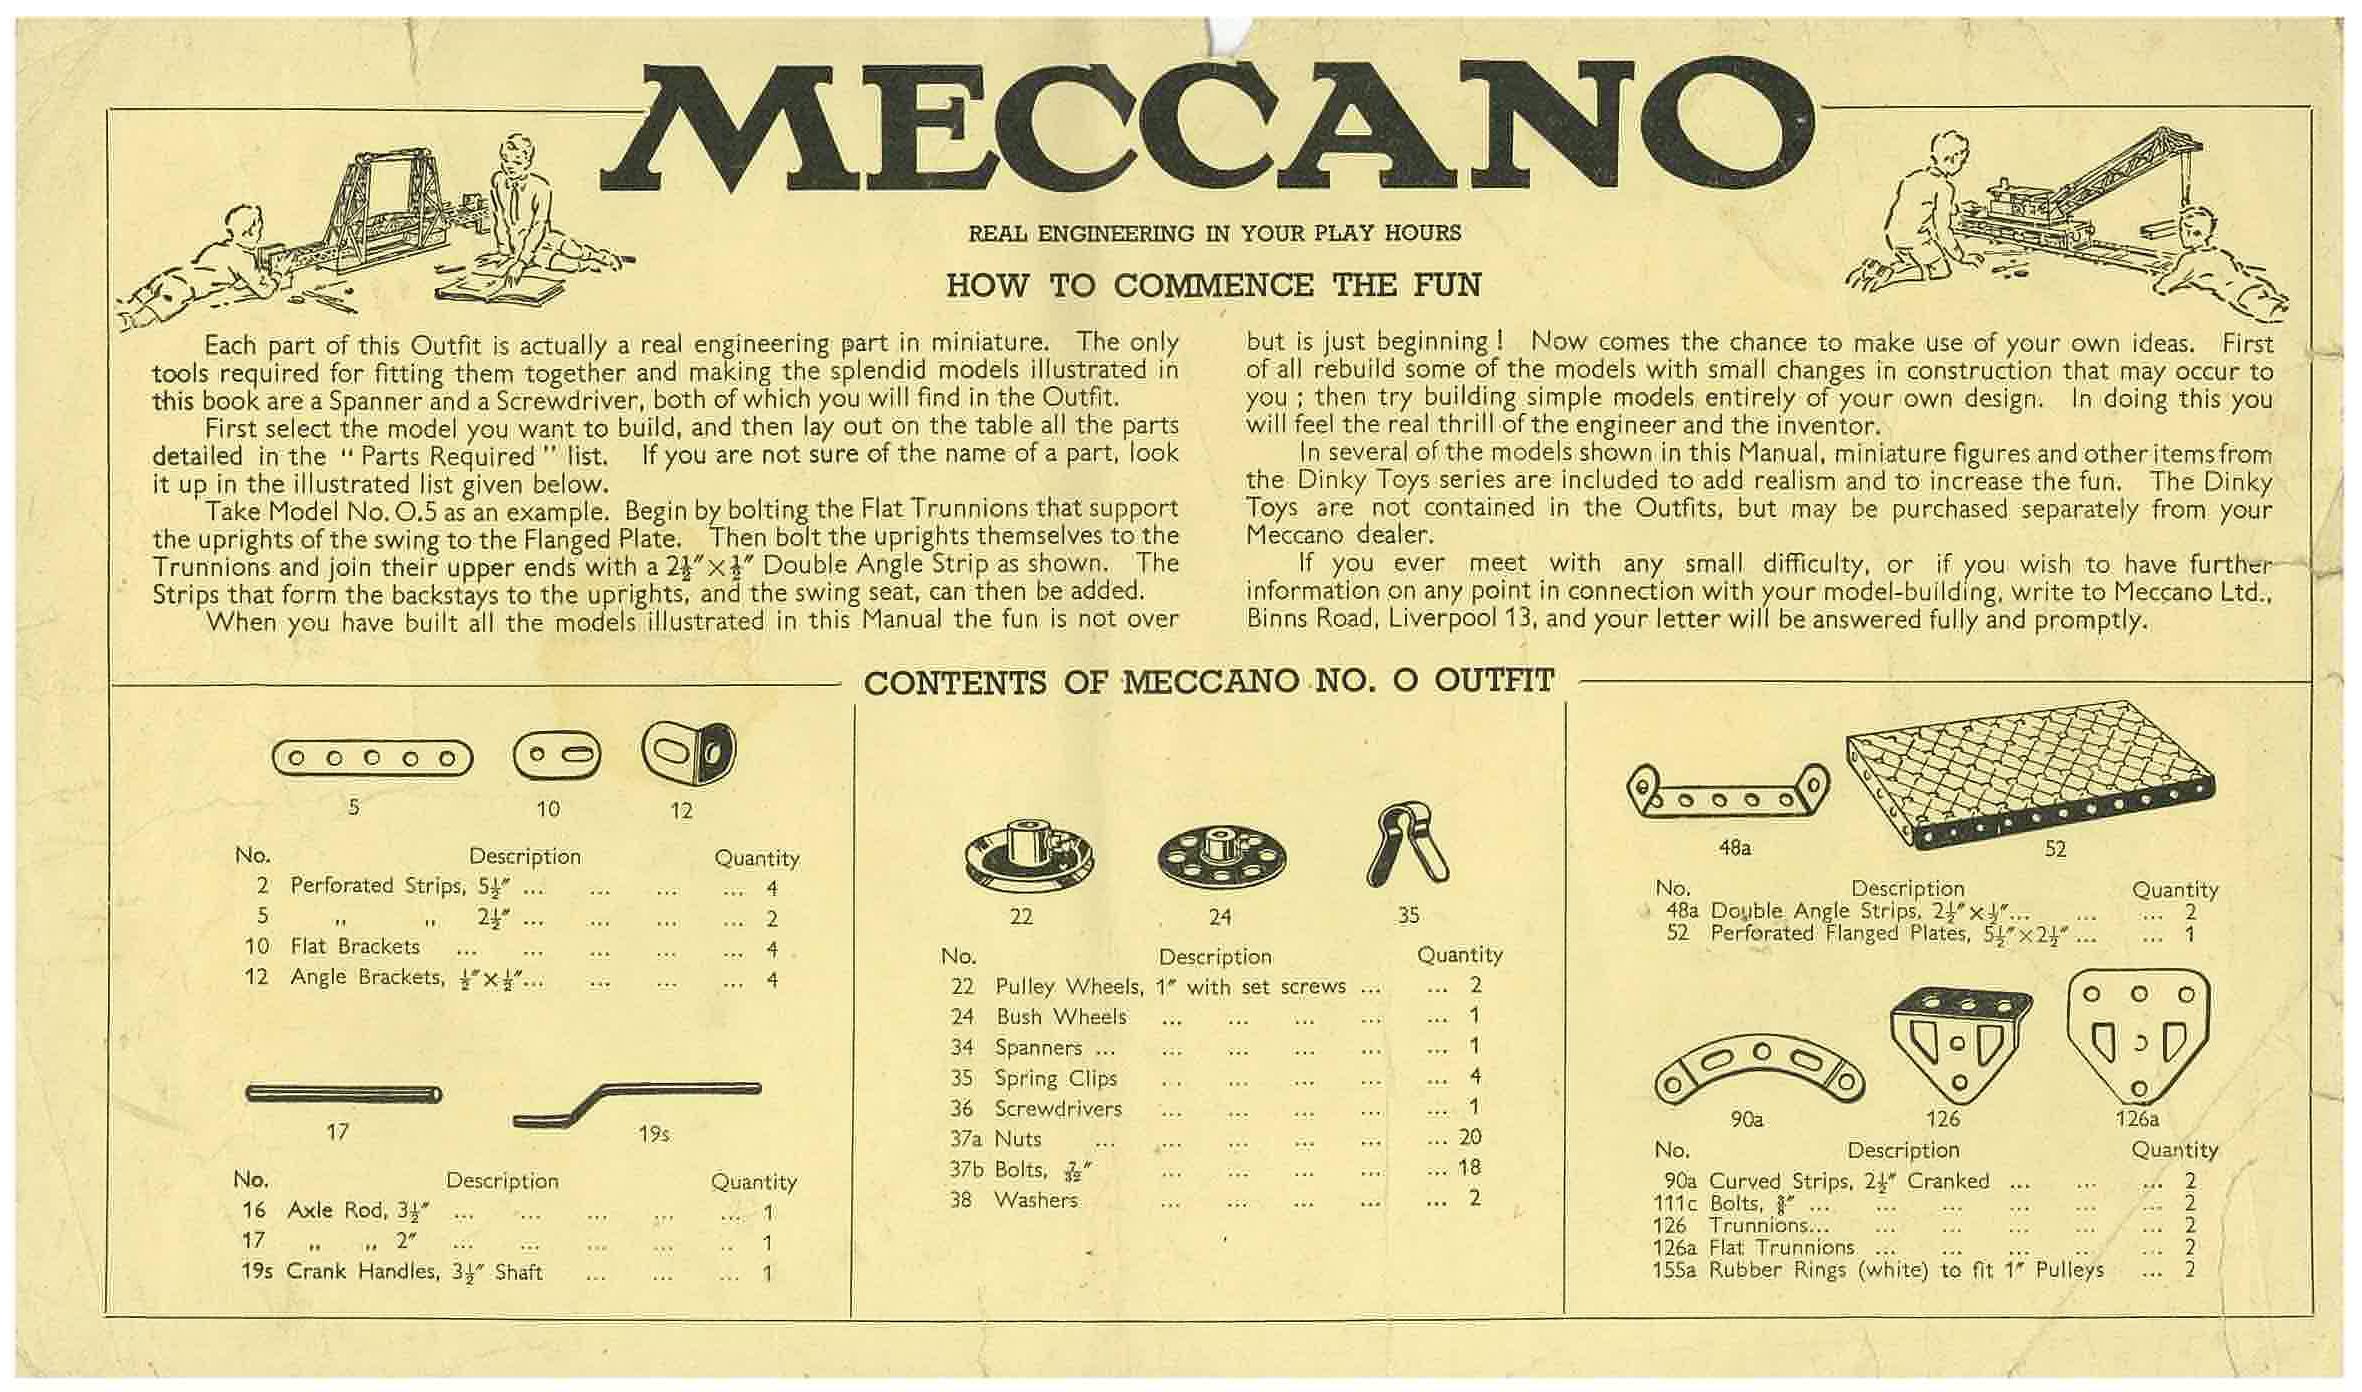 MECCANO
REAL ENGINEERING IN YOUR PLAY HOURS
HOW TO COMMENCE THE FUN
Each part of this Outfit is actually a real engineering part in miniature. The only
tools required for fitting them together and making the splendid models illustrated in
this book are a Spanner and a Screwdriver, both of which you will find in the Outfit.
First select the model you want to build, and then lay out on the table all the parts
detailed in the “ Parts Required ” list. If you are not sure of the name of a part, look
it up in the illustrated list given below.
Take Model No. O.5 as an example. Begin by bolting the Flat Trunnions that support
the uprights of the swing to the Flanged Plate. Then bolt the uprights themselves to the
Trunnions and join their upper ends with a 2½″×½″ Double Angle Strip as shown. The
Strips that form the backstays to the uprights, and the swing seat, can then be added.
When you have built all the models illustrated in this Manual the fun is not over
but is just beginning ! Now comes the chance to make use of your own ideas. First
of all rebuild some of the models with small changes in construction that may occur to
you ; then try building simple models entirely of your own design. In doing this you
will feel the real thrill of the engineer and the inventor.
In several of the models shown in this Manual, miniature figures and other items from
the Dinky Toys series are included to add realism and to increase the fun. The Dinky
Toys are not contained in the Outfits, but may be purchased separately from your
Meccano dealer.
If you ever meet with any small difficulty, or if you wish to have further
information on any point in connection with your model-building, write to Meccano Ltd.,
Binns Road, Liverpool 13, and your letter will be answered fully and promptly.
CONTENTS OF MECCANO NO. O OUTFIT
5 10 12
No. Description Quantity
2 Perforated Strips, 5½″ ... ... ... ... 4
5 ,, ,, 2½″ ... ... ... ... 2
10 Flat Brackets ... ... ... ... ... 4
12 Angle Brackets, ½″×½″... ... ... ... 4
17 19s
No. Description Quantity
16 Axle Rod, 3½″ ... ... ... ... ... 1
17 ,, ,, 2″ ... ... ... ... ... 1
19s Crank Handles, 3½″ Shaft ... ... ... 1
22 24 35
No. Description Quantity
22 Pulley Wheels, 1″ with set screws ... ... 2
24 Bush Wheels ... ... ... ... ... 1
34 Spanners ... ... ... ... ... ... 1
35 Spring Clips ... ... ... ... ... 4
36 Screwdrivers ... ... ... ... ... 1
37a Nuts ... ... ... ... ... ... 20
37b Bolts, 7/32″ ... ... ... ... ... 18
38 Washers ... ... ... ... ... 2
48a 52
No. Description Quantity
48a Double Angle Strips, 2½″×½″... ... ... 2
52 Perforated Flanged Plates, 5½″×2½″ ... ... 1
90a 126 126a
No. Description Quantity
90a Curved Strips, 2½″ Cranked ... ... ... 2
111c Bolts, ⅜″ ... ... ... ... ... ... 2
126 Trunnions... ... ... ... ... ... 2
126a Flat Trunnions ... ... ... ... ... 2
155a Rubber Rings (white) to fit 1″ Pulleys ... 2